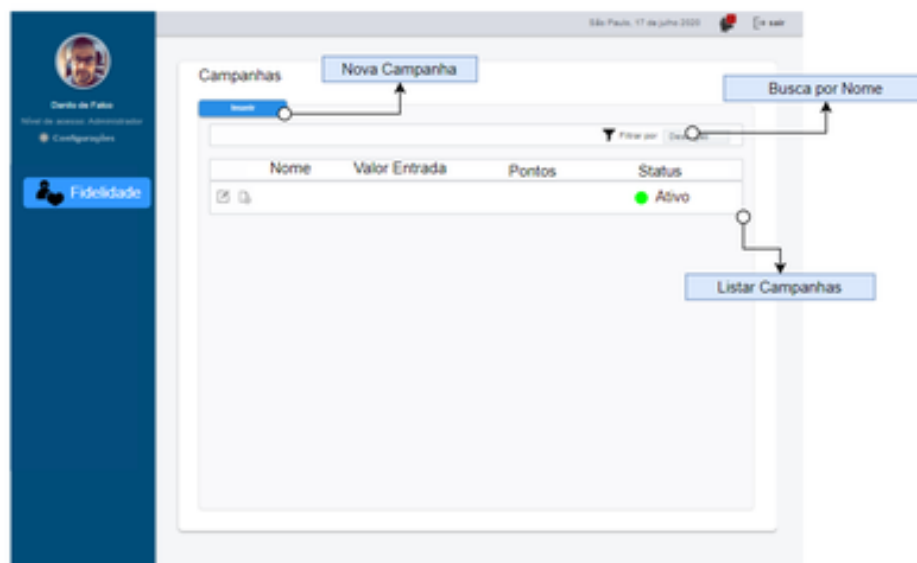 São Paulo, 17 de julho 2020
sair
Danilo de Falco
Nível de acesso: Administrador
Configurações
Fidelidade
Campanhas
Nova Campanha
Busca por Nome
Inserir
Filtrar por
Nome Valor Entrada Pontos Status
Ativo
Listar Campanhas